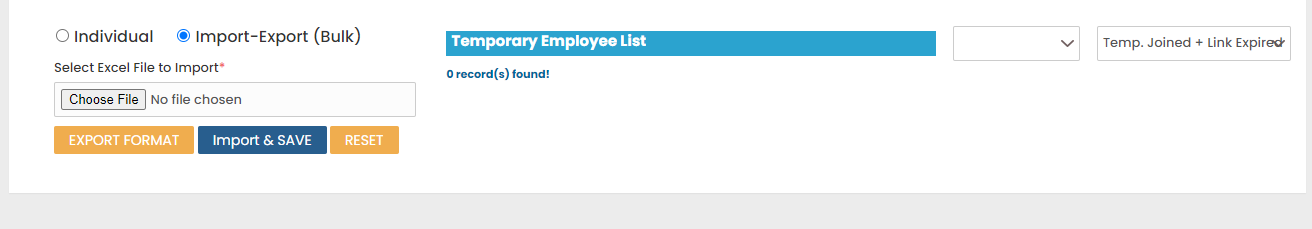 Individual
Import-Export (Bulk)
Select Excel File to Import*
Choose File No file chosen
EXPORT FORMAT
Import & SAVE
RESET
Temporary Employee List
0 record(s) found!
Temp. Joined + Link Expired